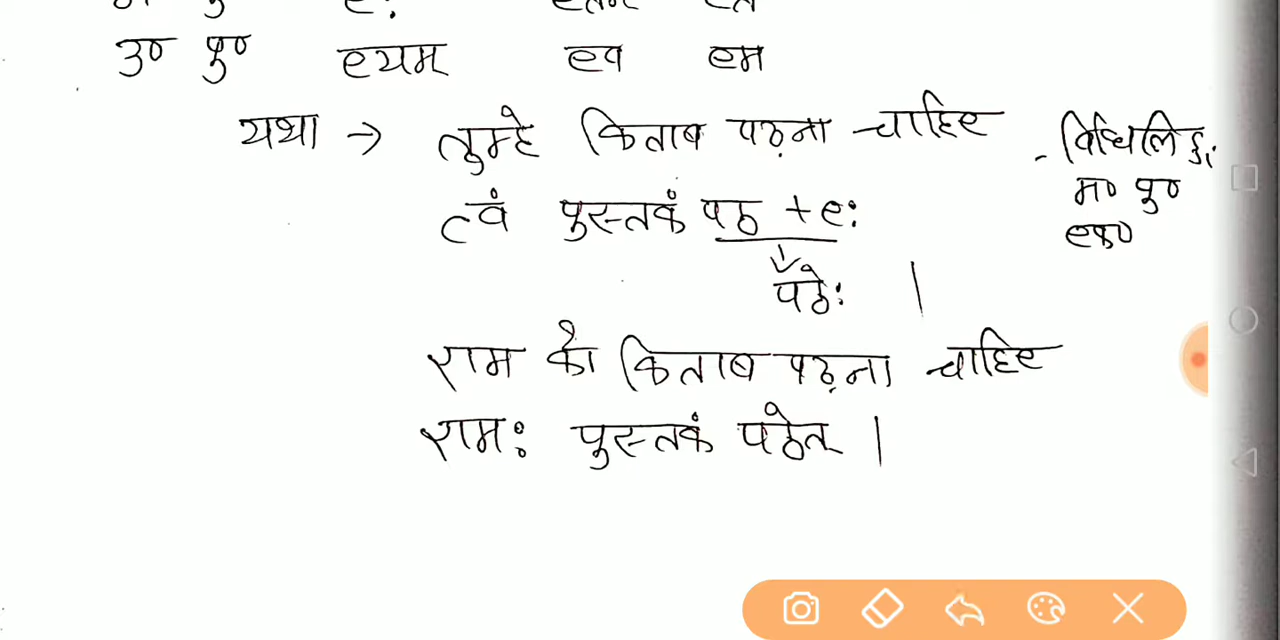 उ० पु० एयम् एव एम
यथा → तुम्हे किताब पढ़ना चाहिए - विधिलिङ्ग,
त्वं पुस्तकं पठ + ए: म० पु०
एक०
पठे: |
राम को किताब पढ़ना चाहिए
राम: पुस्तकं पठेत् |